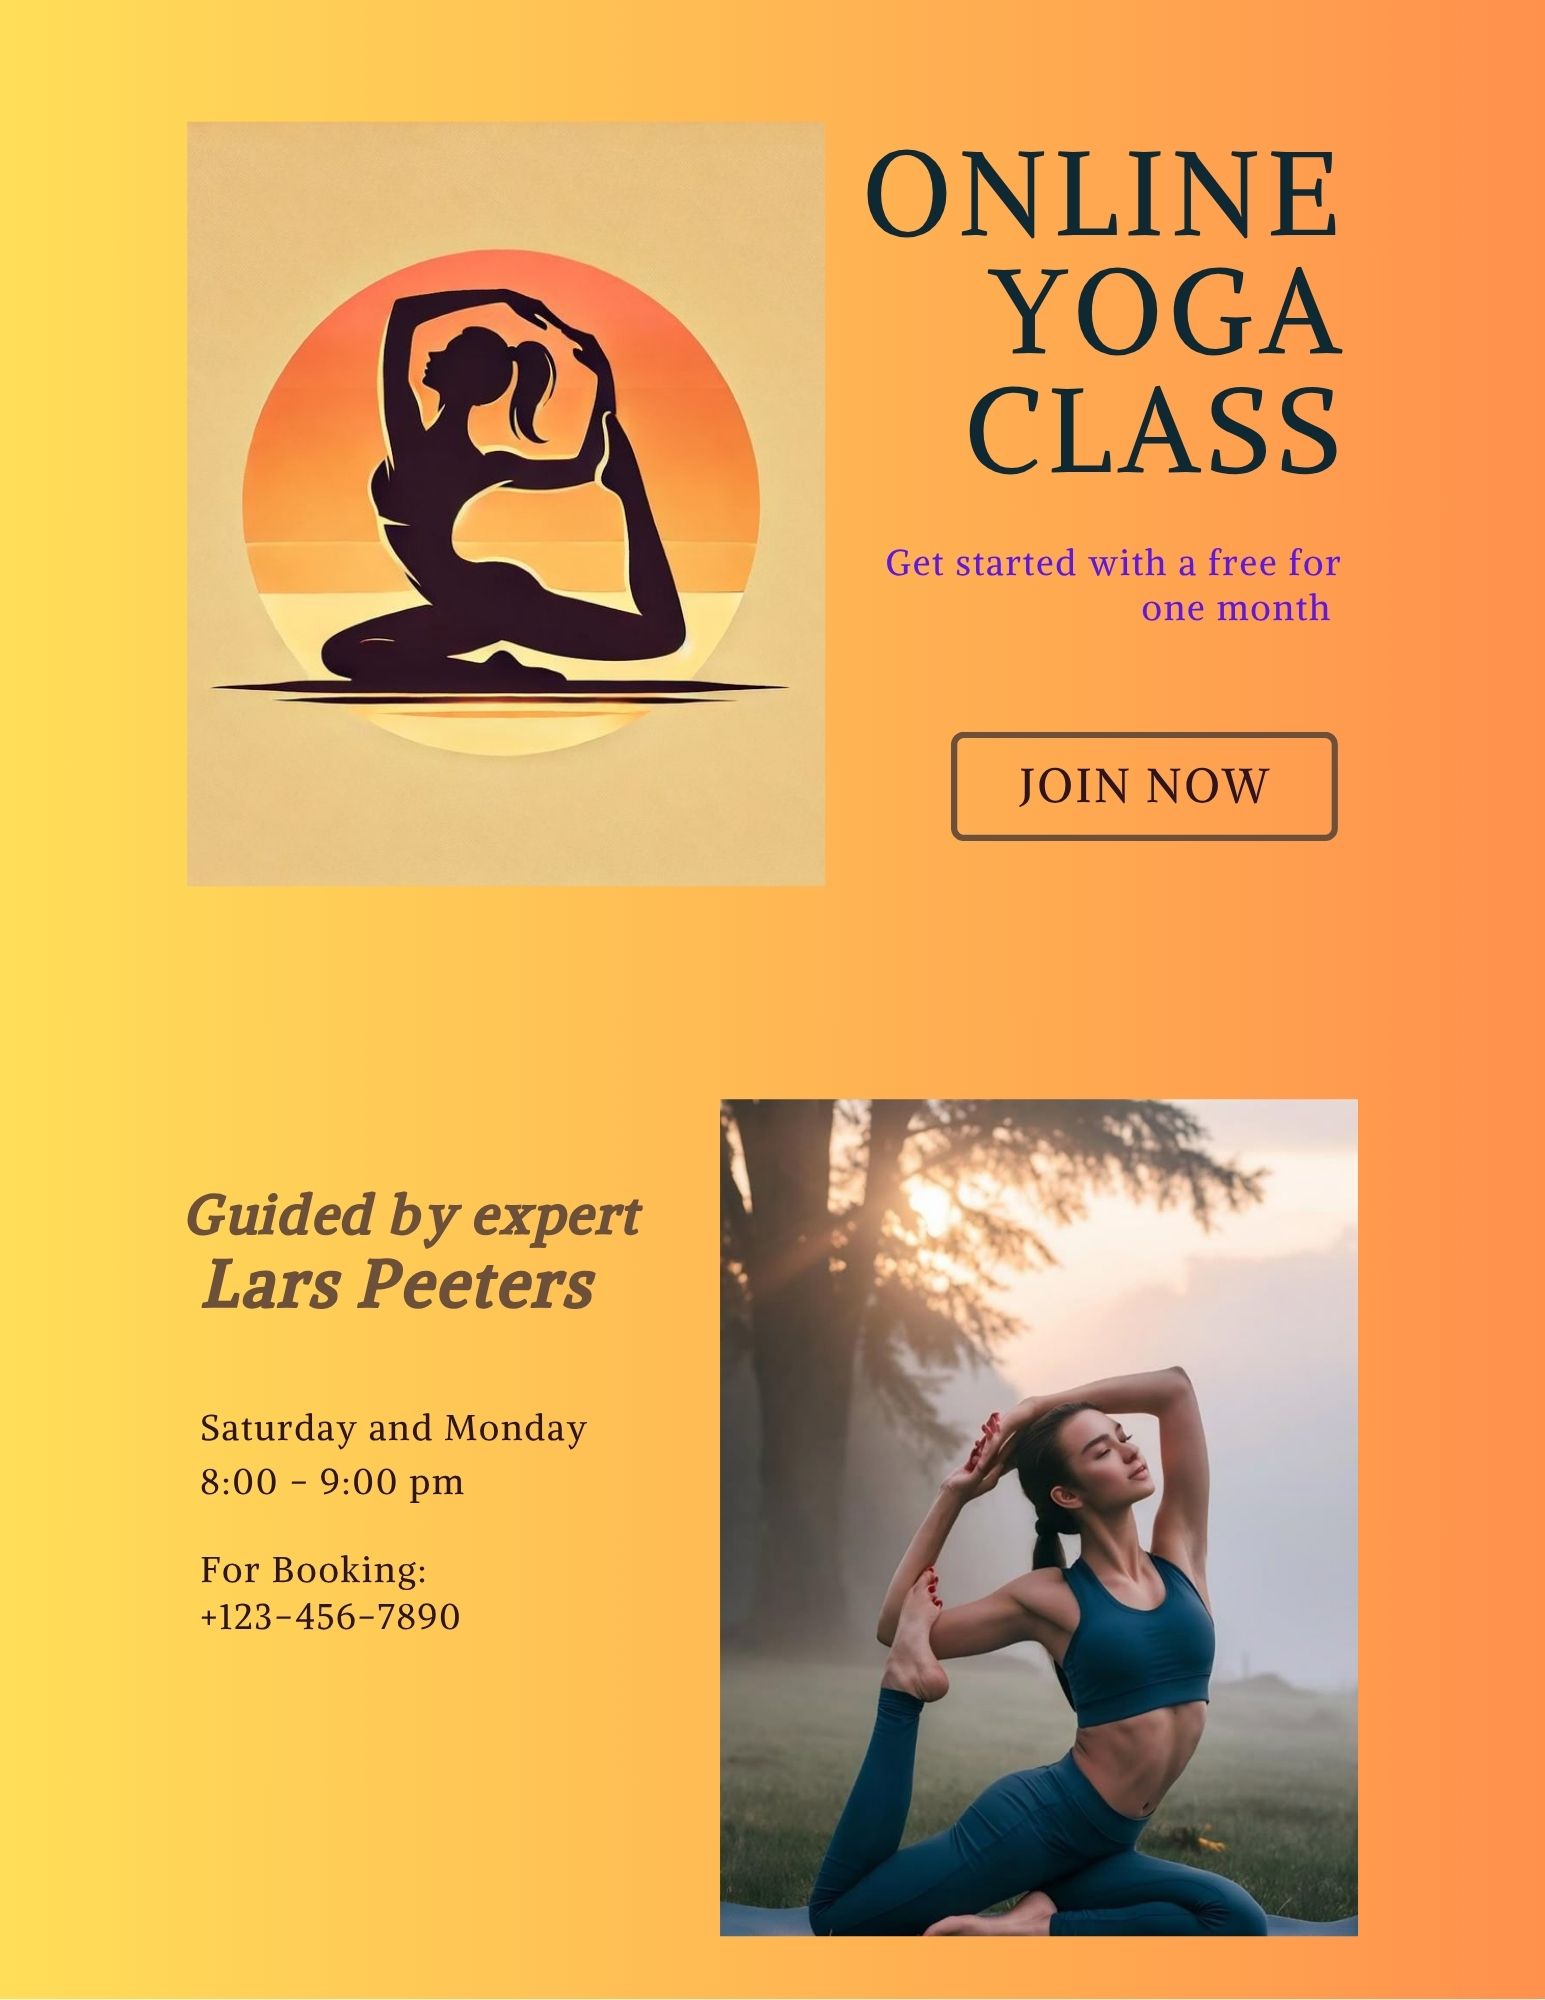 ONLINE
YOGA
CLASS
Get started with a free for
one month
JOIN NOW
Guided by expert
Lars Peeters
Saturday and Monday
8:00 - 9:00 pm
For Booking:
+123-456-7890